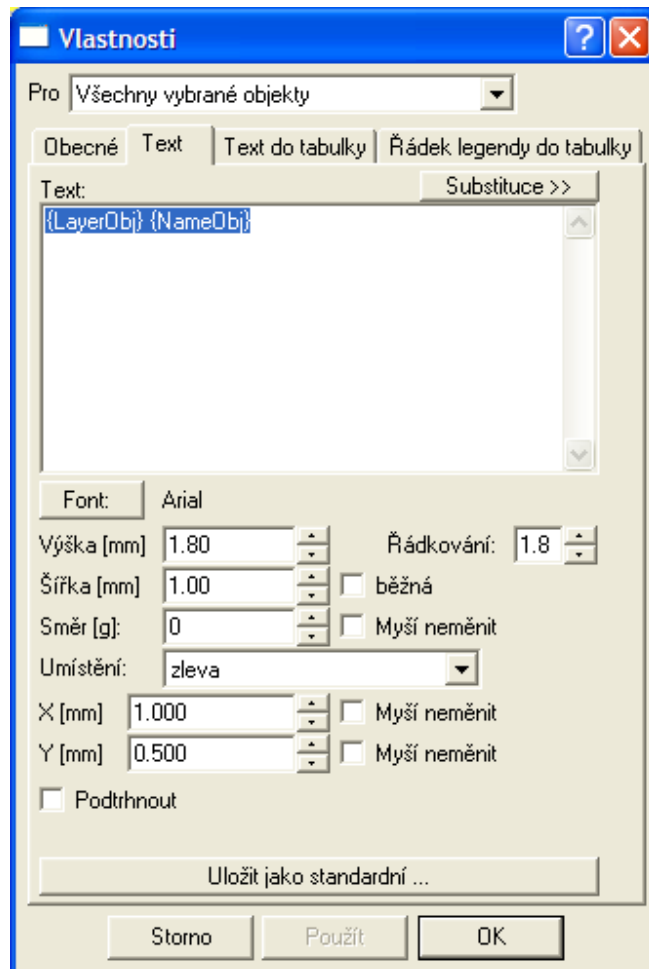 Vlastnosti
Pro Všechny vybrané objekty
Obecné Text Text do tabulky Řádek legendy do tabulky
Text: Substituce >>
{LayerObj} {NameObj}
Font: Arial
Výška [mm] 1.80 Řádkování: 1.8
Šířka [mm] 1.00 běžná
Směr [g]: 0 Myší neměnit
Umístění: zleva
X [mm] 1.000 Myší neměnit
Y [mm] 0.500 Myší neměnit
Podtrhnout
Uložit jako standardní ...
Storno Použít OK